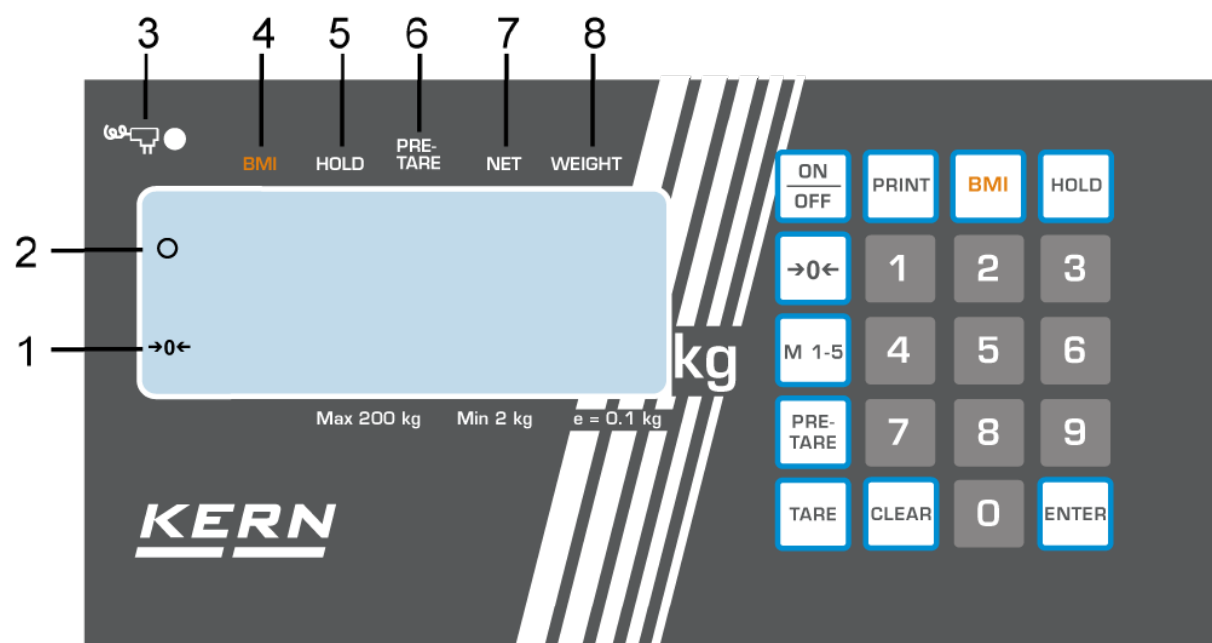 3 4 5 6 7 8
BMI HOLD PRE-TARE NET WEIGHT
2 O
1 →0←
kg
Max 200 kg Min 2 kg e = 0.1 kg
KERN
ON OFF PRINT BMI HOLD
→0← 1 2 3
M 1-5 4 5 6
PRE-TARE 7 8 9
TARE CLEAR 0 ENTER